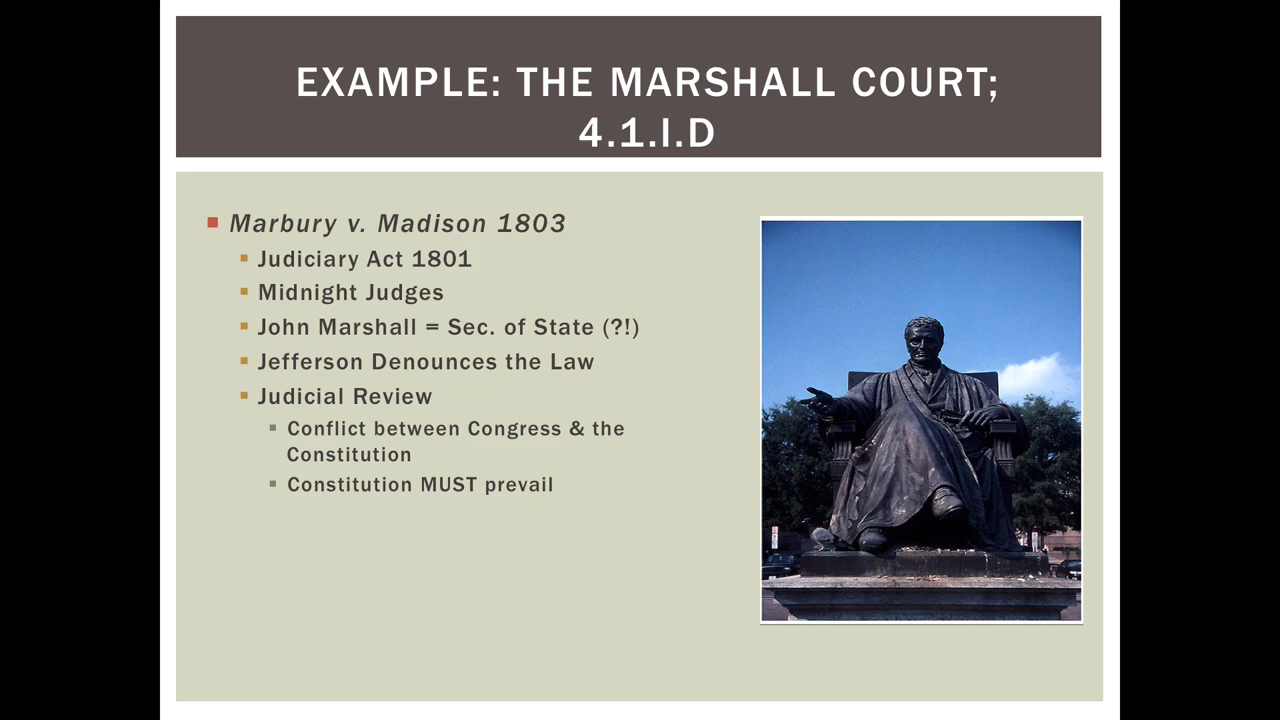 EXAMPLE: THE MARSHALL COURT;
4.1.I.D
Marbury v. Madison 1803
Judiciary Act 1801
Midnight Judges
John Marshall = Sec. of State (?!)
Jefferson Denounces the Law
Judicial Review
Conflict between Congress & the
Constitution
Constitution MUST prevail